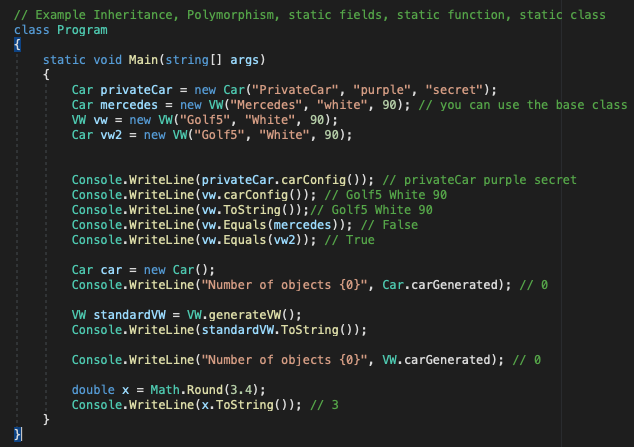 // Example Inheritance, Polymorphism, static fields, static function, static class
class Program
{
static void Main(string[] args)
{
Car privateCar = new Car("PrivateCar", "purple", "secret");
Car mercedes = new VW("Mercedes", "white", 90); // you can use the base class
VW vw = new VW("Golf5", "White", 90);
Car vw2 = new VW("Golf5", "White", 90);
Console.WriteLine(privateCar.carConfig()); // privateCar purple secret
Console.WriteLine(vw.carConfig()); // Golf5 White 90
Console.WriteLine(vw.ToString());// Golf5 White 90
Console.WriteLine(vw.Equals(mercedes)); // False
Console.WriteLine(vw.Equals(vw2)); // True
Car car = new Car();
Console.WriteLine("Number of objects {0}", Car.carGenerated); // 0
VW standardVW = VW.generateVW();
Console.WriteLine(standardVW.ToString());
Console.WriteLine("Number of objects {0}", VW.carGenerated); // 0
double x = Math.Round(3.4);
Console.WriteLine(x.ToString()); // 3
}
}